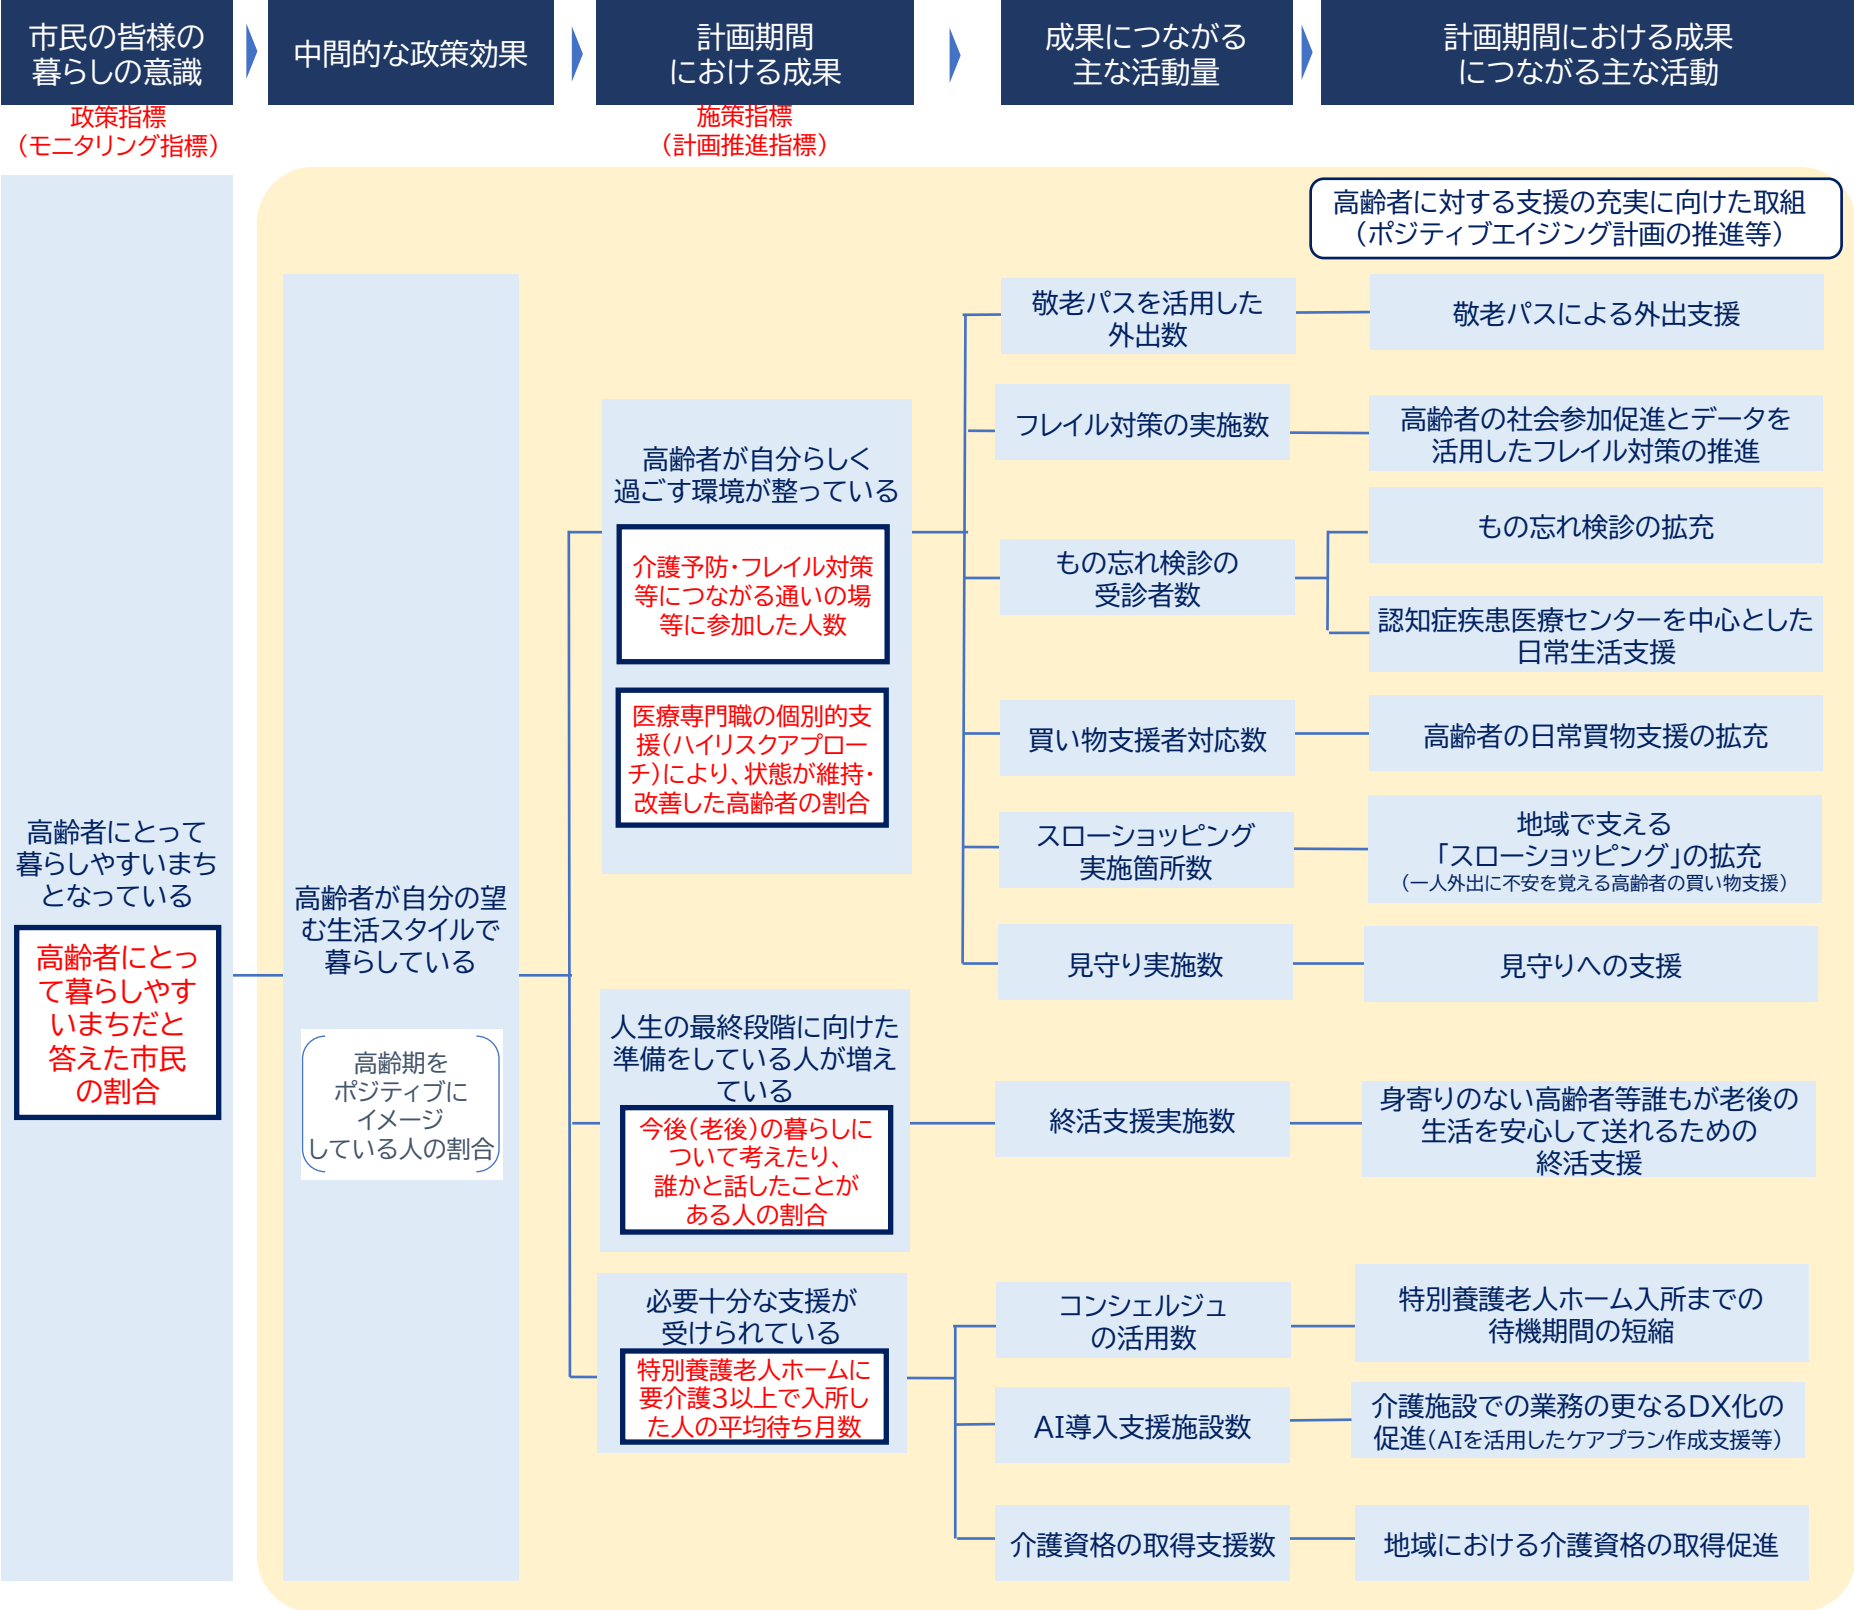 市民の皆様の
暮らしの意識
中間的な政策効果
計画期間
における成果
成果につながる
主な活動量
計画期間における成果
につながる主な活動
政策指標
（モニタリング指標）
施策指標
（計画推進指標）
高齢者に対する支援の充実に向けた取組
（ポジティブエイジング計画の推進等）
高齢者にとって
暮らしやすいまち
となっている
高齢者にとっ
て暮らしやす
いまちだと
答えた市民
の割合
高齢者が自分の望
む生活スタイルで
暮らしている
高齢期を
ポジティブに
イメージ
している人の割合
高齢者が自分らしく
過ごす環境が整っている
介護予防・フレイル対策
等につながる通いの場
等に参加した人数
医療専門職の個別的支
援（ハイリスクアプロー
チ）により、状態が維持・
改善した高齢者の割合
敬老パスを活用した
外出数
敬老パスによる外出支援
フレイル対策の実施数
高齢者の社会参加促進とデータを
活用したフレイル対策の推進
もの忘れ検診の
受診者数
もの忘れ検診の拡充
認知症疾患医療センターを中心とした
日常生活支援
買い物支援者対応数
高齢者の日常買物支援の拡充
スローショッピング
実施箇所数
地域で支える
「スローショッピング」の拡充
（一人外出に不安を覚える高齢者の買い物支援）
見守り実施数
見守りへの支援
人生の最終段階に向けた
準備をしている人が増え
ている
今後（老後）の暮らしに
ついて考えたり、
誰かと話したことが
ある人の割合
終活支援実施数
身寄りのない高齢者等誰もが老後の
生活を安心して送れるための
終活支援
必要十分な支援が
受けられている
特別養護老人ホームに
要介護3以上で入所し
た人の平均待ち月数
コンシェルジュ
の活用数
特別養護老人ホーム入所までの
待機期間の短縮
AI導入支援施設数
介護施設での業務の更なるDX化の
促進（AIを活用したケアプラン作成支援等）
介護資格の取得支援数
地域における介護資格の取得促進